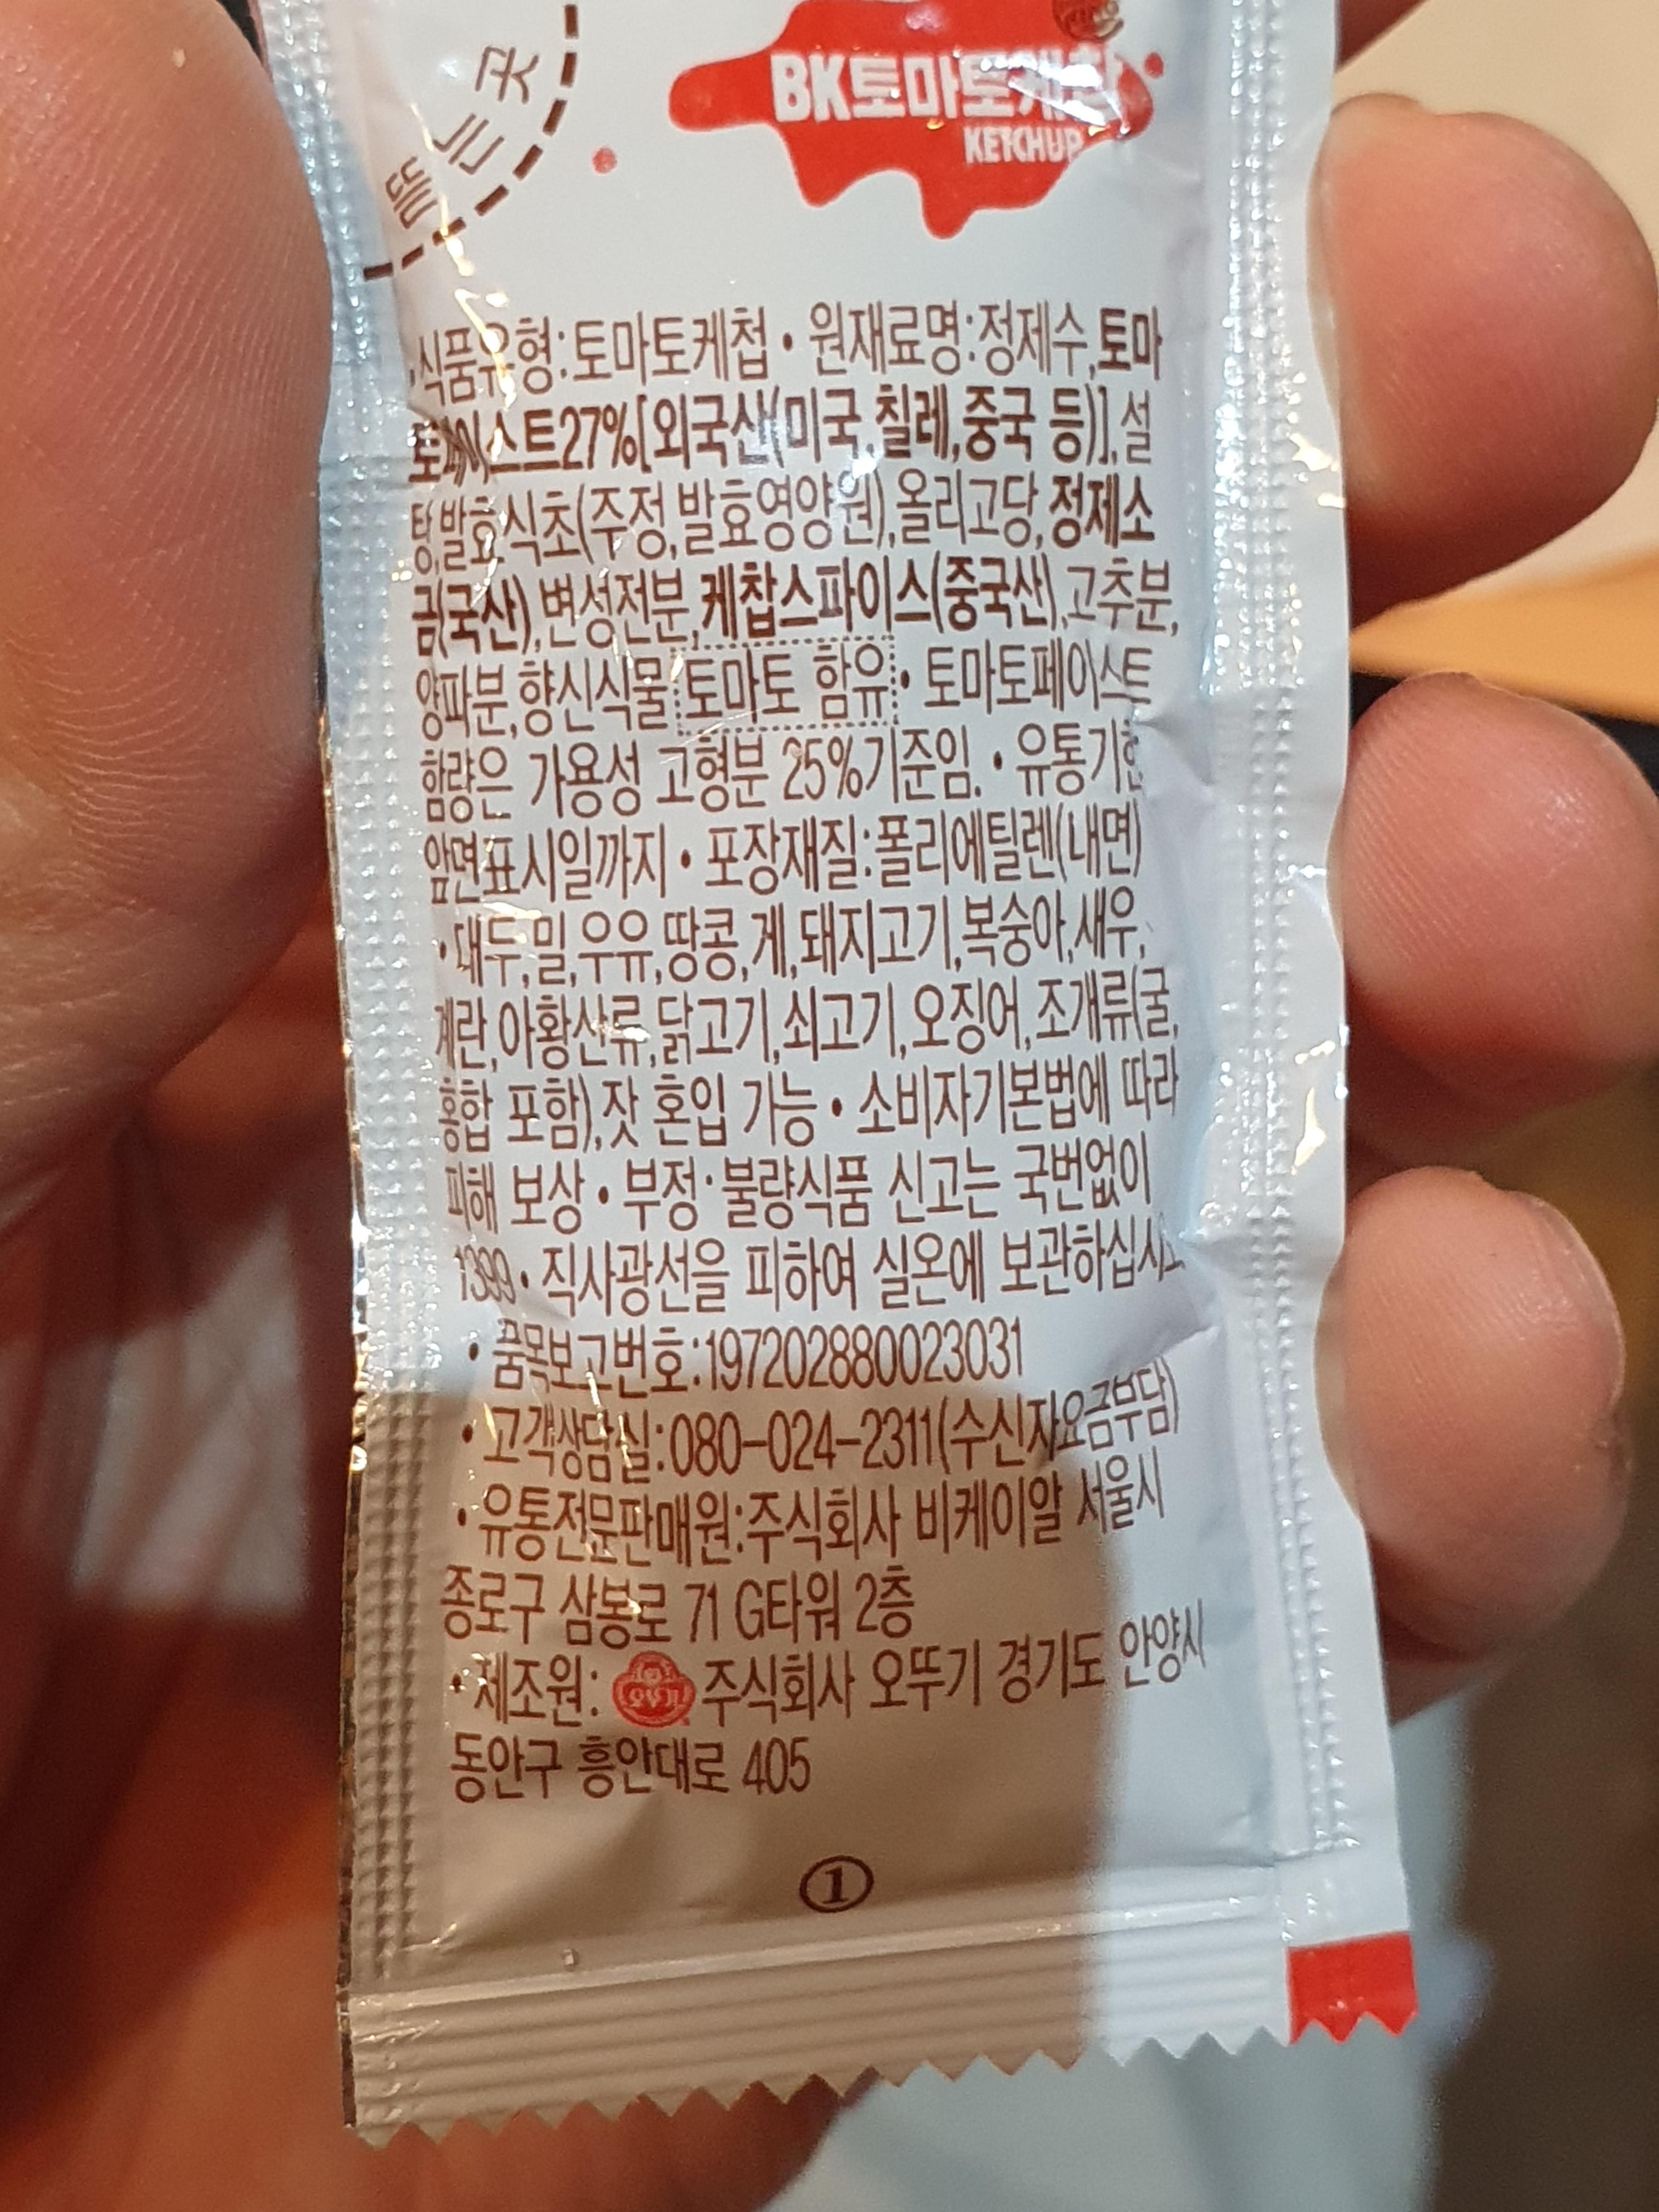 뜯는곳
BK토마토케찹
KETCHUP
•식품유형:토마토케첩 • 원재료명:정제수,토마
토페이스트27%[외국산(미국,칠레,중국 등)],설
탕,발효식초(주정,발효영양원),올리고당,정제소
금(국산),변성전분,케찹스파이스(중국산),고추분,
양파분,향신식물 토마토 함유 • 토마토페이스트
함량은 가용성 고형분 25%기준임. • 유통기한
앞면표시일까지 • 포장재질:폴리에틸렌(내면)
•대두,밀,우유,땅콩,게,돼지고기,복숭아,새우,
계란,아황산류,닭고기,쇠고기,오징어,조개류(굴,
홍합 포함),잣 혼입 가능 • 소비자기본법에 따라
피해 보상 • 부정·불량식품 신고는 국번없이
1399 • 직사광선을 피하여 실온에 보관하십시오
• 품목보고번호:197202880023031
• 고객상담실:080-024-2311(수신자요금부담)
• 유통전문판매원:주식회사 비케이알 서울시
종로구 삼봉로 71 G타워 2층
•제조원: 주식회사 오뚜기 경기도 안양시
동안구 흥안대로 405
①